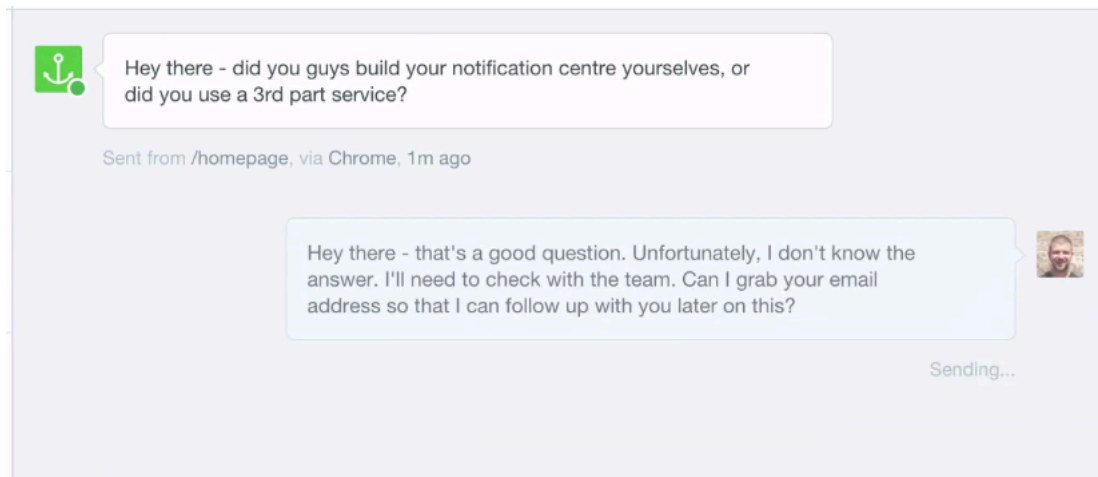 Hey there - did you guys build your notification centre yourselves, or
did you use a 3rd part service?
Sent from /homepage, via Chrome, 1m ago
Hey there - that's a good question. Unfortunately, I don't know the
answer. I'll need to check with the team. Can I grab your email
address so that I can follow up with you later on this?
Sending...